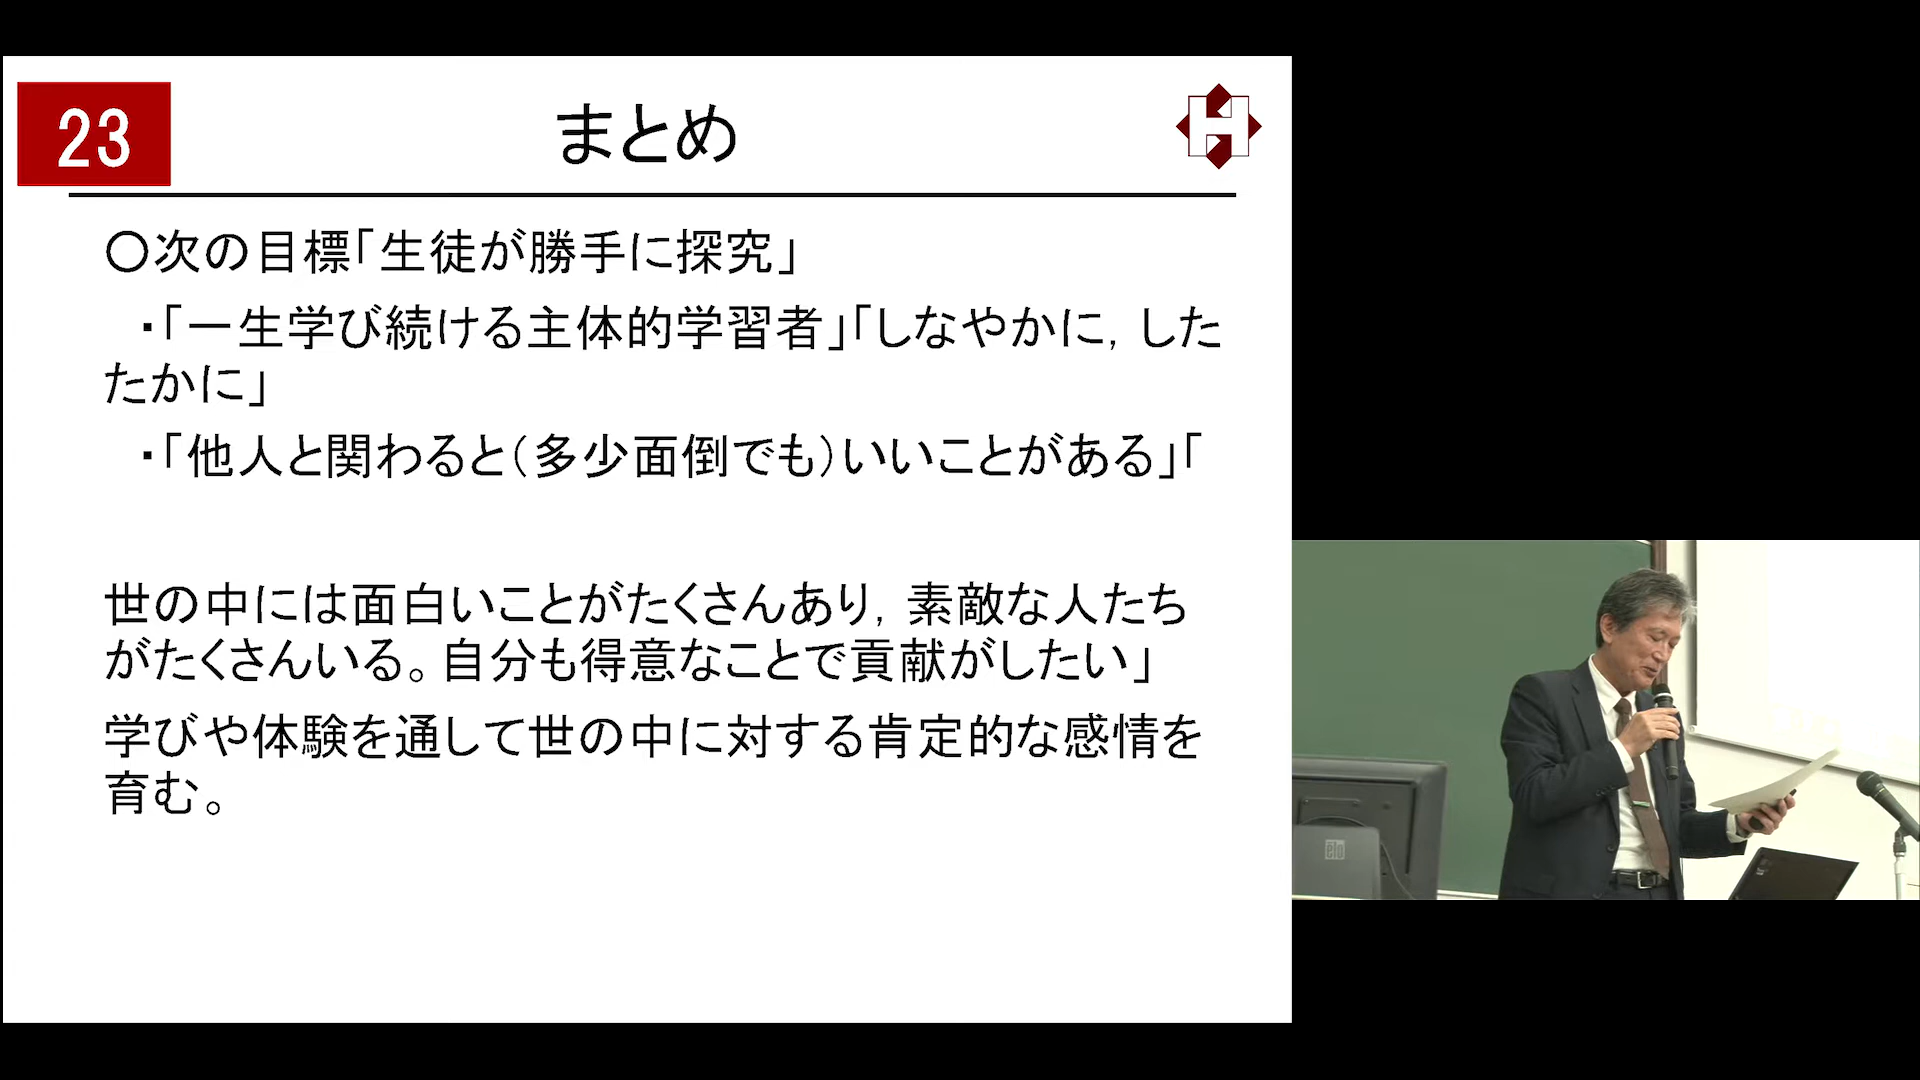 23
まとめ
〇次の目標「生徒が勝手に探究」
・「一生学び続ける主体的学習者」「しなやかに，した
たかに」
・「他人と関わると（多少面倒でも）いいことがある」「
世の中には面白いことがたくさんあり，素敵な人たち
がたくさんいる。自分も得意なことで貢献がしたい」
学びや体験を通して世の中に対する肯定的な感情を
育む。
elo